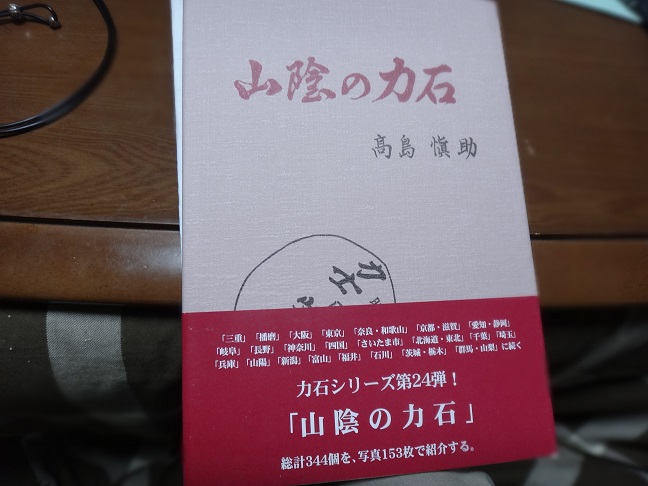 山陰の力石
高島 愼助
力石
「三重」「播磨」「大阪」「東京」「奈良・和歌山」「京都・滋賀」「愛知・静岡」
「岐阜」「長野」「神奈川」「四国」「さいたま市」「北海道・東北」「千葉」「埼玉」
「兵庫」「山陽」「新潟」「富山」「福井」「石川」「茨城・栃木」「群馬・山梨」に続く
力石シリーズ第24弾！
「山陰の力石」
総計344個を、写真153枚で紹介する。